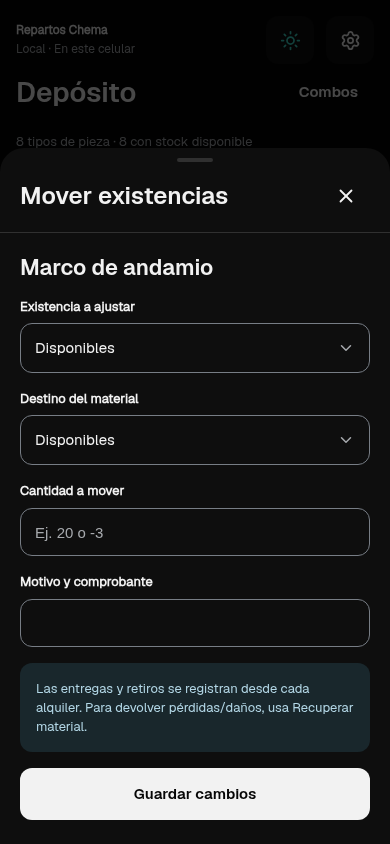 Repartos Chema
Local · En este celular
Depósito
Combos
8 tipos de pieza · 8 con stock disponible
Mover existencias
Marco de andamio
Existencia a ajustar
Disponibles
Destino del material
Disponibles
Cantidad a mover
Ej. 20 o -3
Motivo y comprobante
Las entregas y retiros se registran desde cada
alquiler. Para devolver pérdidas/daños, usa Recuperar
material.
Guardar cambios